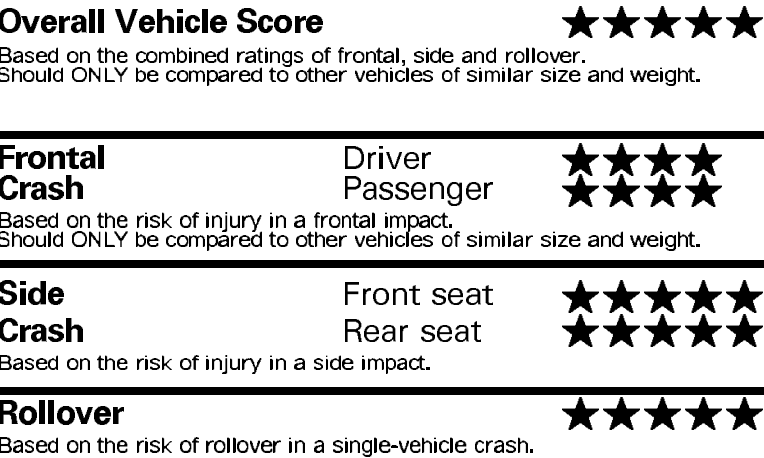 Overall Vehicle Score ★★★★★
Based on the combined ratings of frontal, side and rollover.
Should ONLY be compared to other vehicles of similar size and weight.
Frontal Driver ★★★★
Crash Passenger ★★★★
Based on the risk of injury in a frontal impact.
Should ONLY be compared to other vehicles of similar size and weight.
Side Front seat ★★★★★
Crash Rear seat ★★★★★
Based on the risk of injury in a side impact.
Rollover ★★★★★
Based on the risk of rollover in a single-vehicle crash.